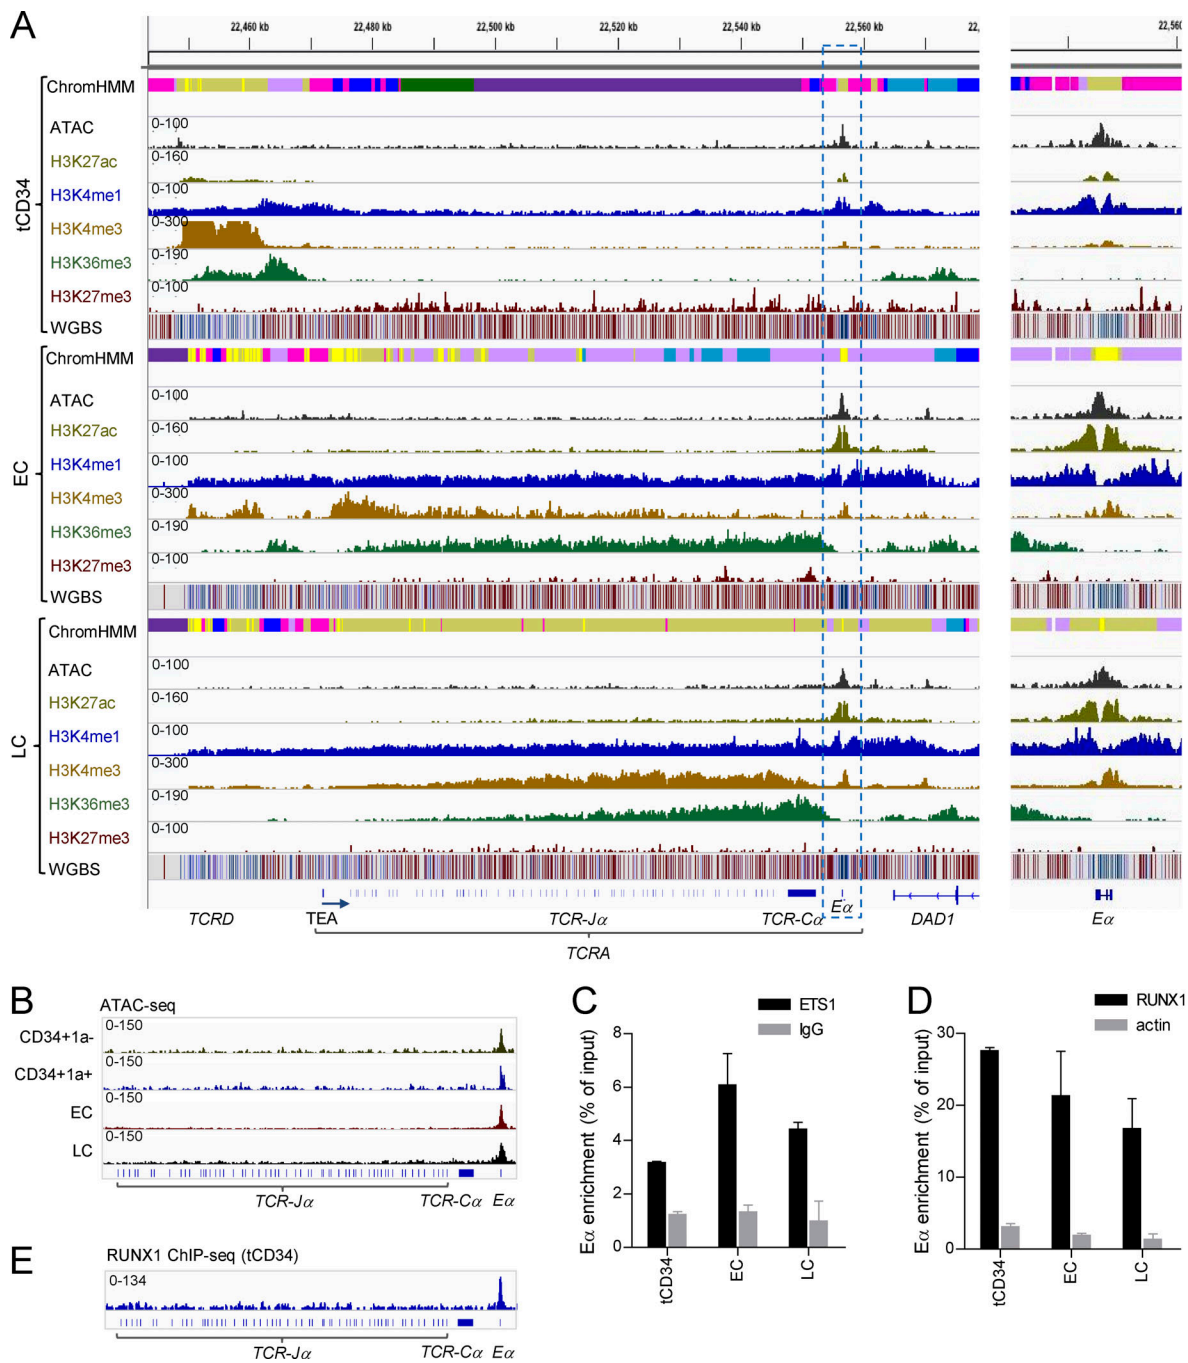 A
22,460 kb 22,480 kb 22,500 kb 22,520 kb 22,540 kb 22,560 kb 22,560
tCD34
ChromHMM
ATAC 0-100
H3K27ac 0-160
H3K4me1 0-100
H3K4me3 0-300
H3K36me3 0-190
H3K27me3 0-100
WGBS
EC
ChromHMM
ATAC 0-100
H3K27ac 0-160
H3K4me1 0-100
H3K4me3 0-300
H3K36me3 0-190
H3K27me3 0-100
WGBS
LC
ChromHMM
ATAC 0-100
H3K27ac 0-160
H3K4me1 0-100
H3K4me3 0-300
H3K36me3 0-190
H3K27me3 0-100
WGBS
TCRD TEA TCR-Jα TCR-Cα Eα DAD1 Eα
TCRA
B
ATAC-seq
CD34+1a- 0-150
CD34+1a+ 0-150
EC 0-150
LC 0-150
TCR-Jα TCR-Cα Eα
C
ETS1
IgG
Eα enrichment (% of input)
8
6
4
2
0
tCD34 EC LC
D
RUNX1
actin
Eα enrichment (% of input)
30
20
10
0
tCD34 EC LC
E
RUNX1 ChIP-seq (tCD34)
0-134
TCR-Jα TCR-Cα Eα